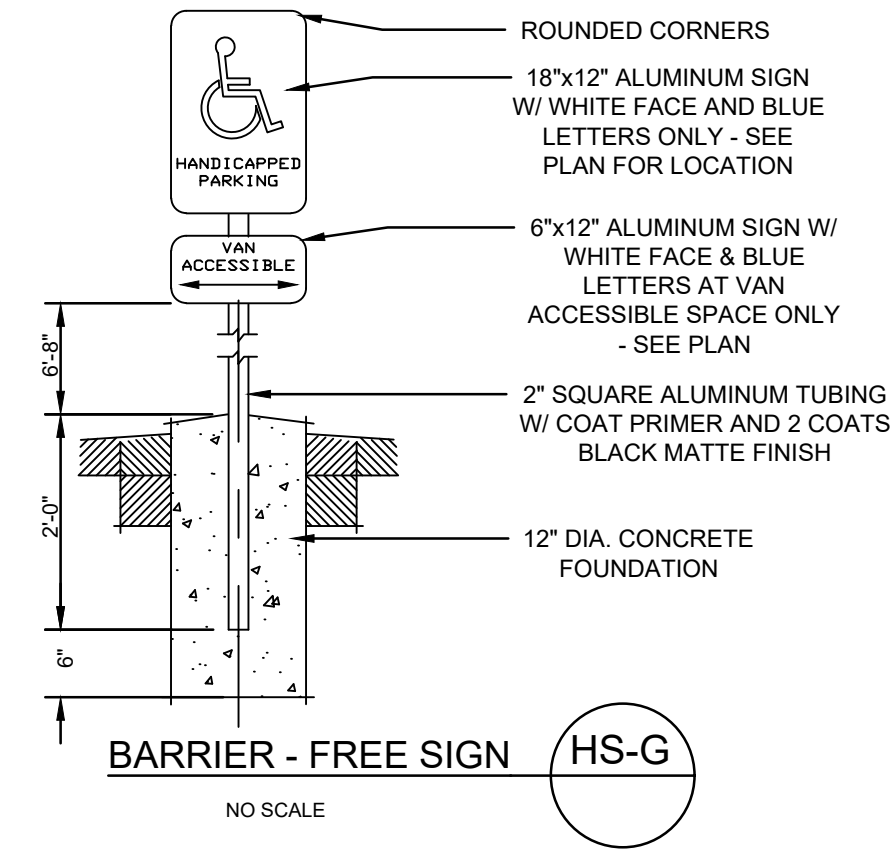 ROUNDED CORNERS
18"x12" ALUMINUM SIGN
W/ WHITE FACE AND BLUE
LETTERS ONLY - SEE
PLAN FOR LOCATION
HANDICAPPED
PARKING
VAN
ACCESSIBLE
6"x12" ALUMINUM SIGN W/
WHITE FACE & BLUE
LETTERS AT VAN
ACCESSIBLE SPACE ONLY
- SEE PLAN
6'-8"
2" SQUARE ALUMINUM TUBING
W/ COAT PRIMER AND 2 COATS
BLACK MATTE FINISH
2'-0"
12" DIA. CONCRETE
FOUNDATION
6"
BARRIER - FREE SIGN
HS-G
NO SCALE